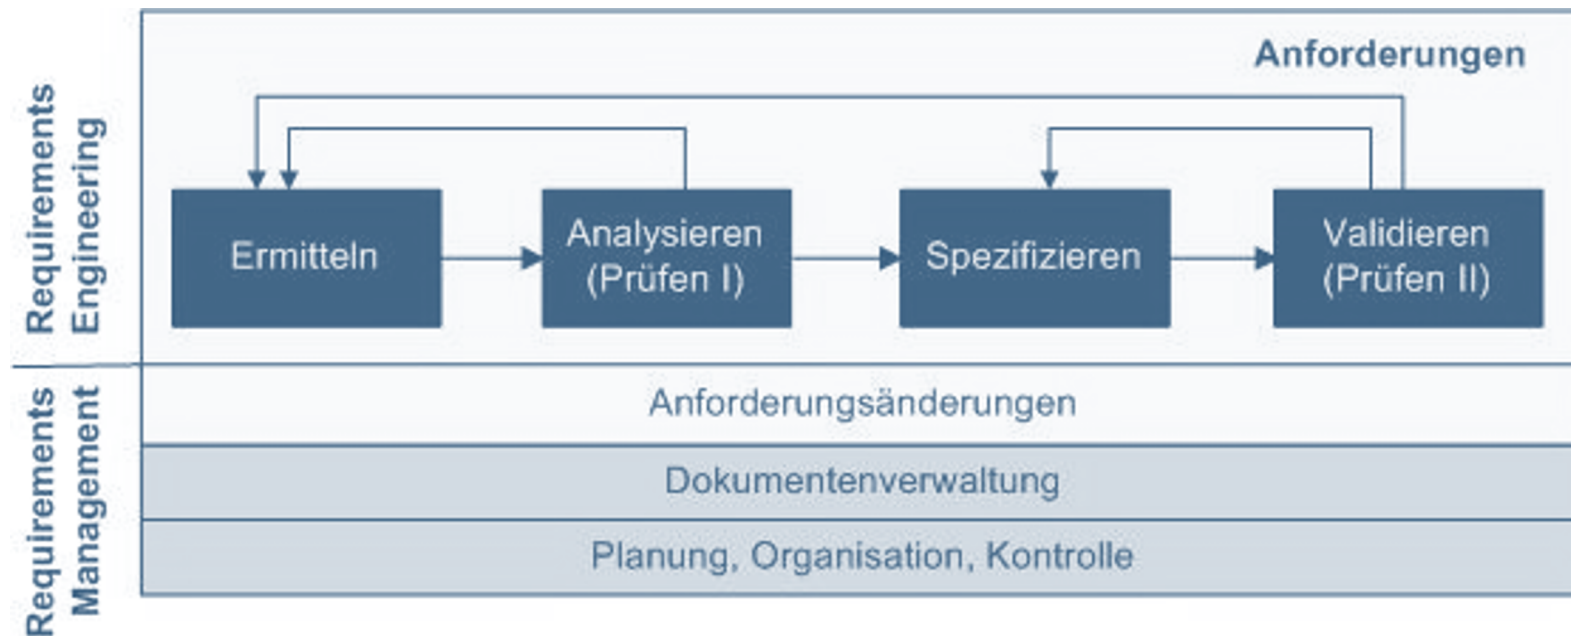 Requirements
Engineering
Anforderungen
Ermitteln
Analysieren
(Prüfen I)
Spezifizieren
Validieren
(Prüfen II)
Requirements
Management
Anforderungsänderungen
Dokumentenverwaltung
Planung, Organisation, Kontrolle